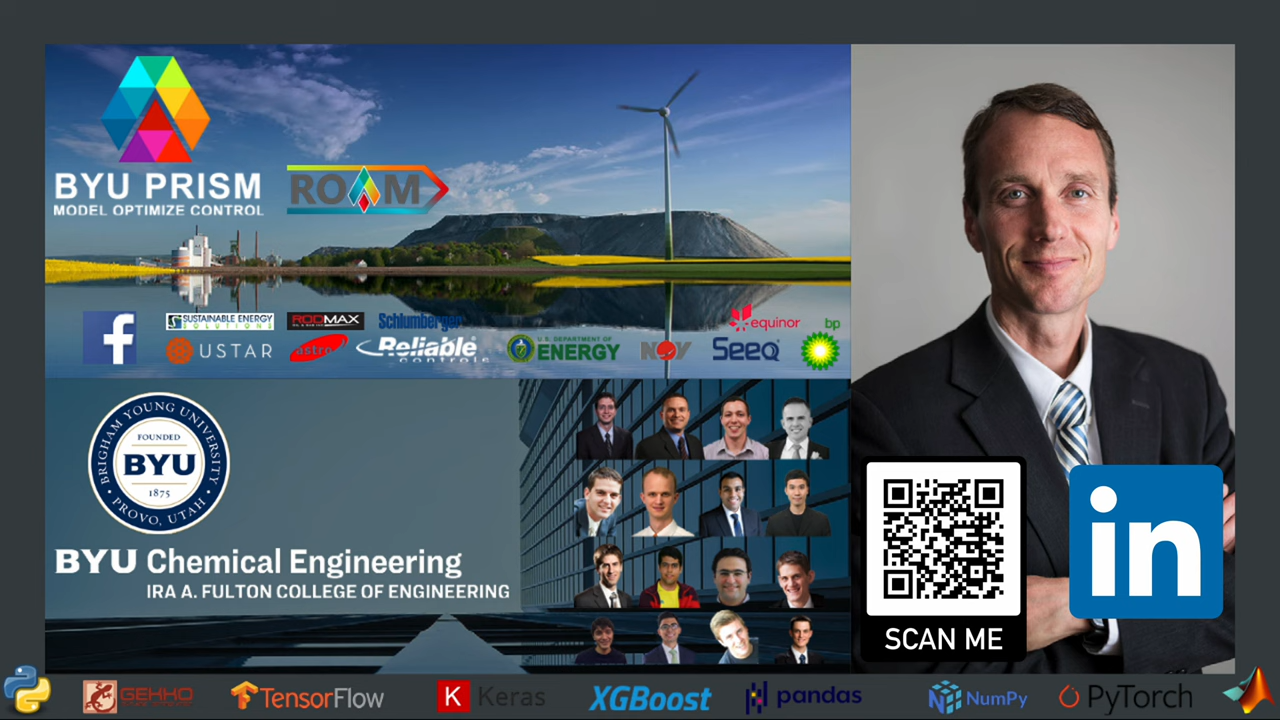 BYU PRISM
MODEL OPTIMIZE CONTROL
ROAM
f
SUSTAINABLE ENERGY
SOLUTIONS
RODMAX
Schlumberger
equinor
bp
USTAR
astro
Reliable
controls
U.S. DEPARTMENT OF
ENERGY
NOV
SEEQ
BRIGHAM YOUNG UNIVERSITY
FOUNDED
BYU
1875
PROVO, UTAH
BYU Chemical Engineering
IRA A. FULTON COLLEGE OF ENGINEERING
SCAN ME
in
GEKKO
TensorFlow
K Keras
XGBoost
pandas
NumPy
PyTorch